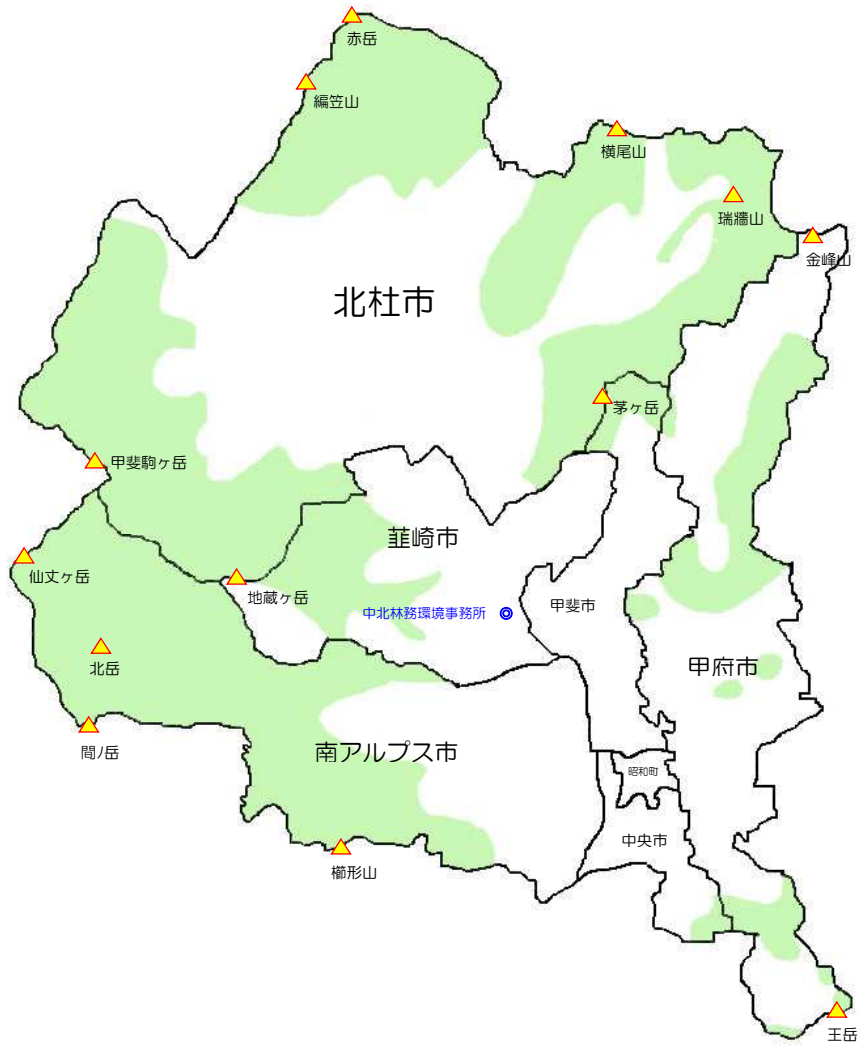 赤岳
編笠山
横尾山
瑞牆山
金峰山
北杜市
茅ヶ岳
甲斐駒ヶ岳
韮崎市
仙丈ヶ岳
地蔵ヶ岳
中北林務環境事務所
甲斐市
北岳
甲府市
間ノ岳
南アルプス市
昭和町
中央市
櫛形山
王岳